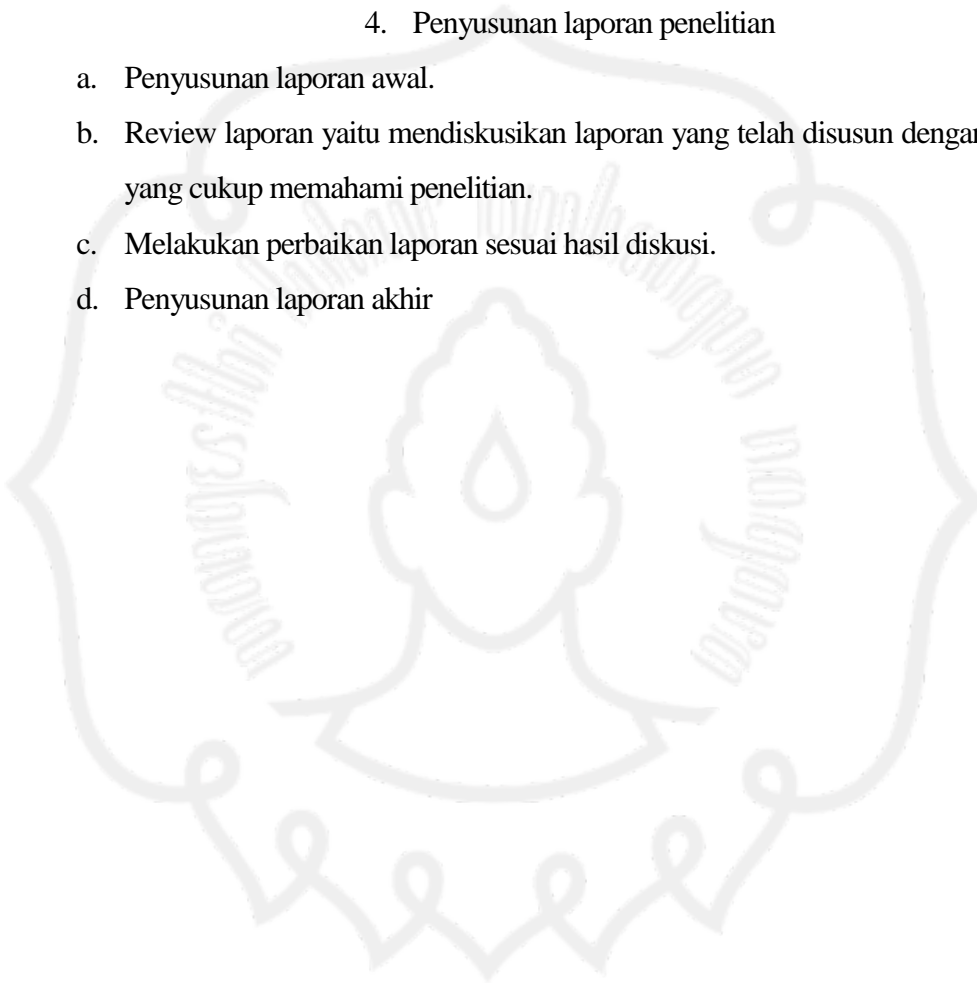 4. Penyusunan laporan penelitian
a. Penyusunan laporan awal.
b. Review laporan yaitu mendiskusikan laporan yang telah disusun dengan
yang cukup memahami penelitian.
c. Melakukan perbaikan laporan sesuai hasil diskusi.
d. Penyusunan laporan akhir